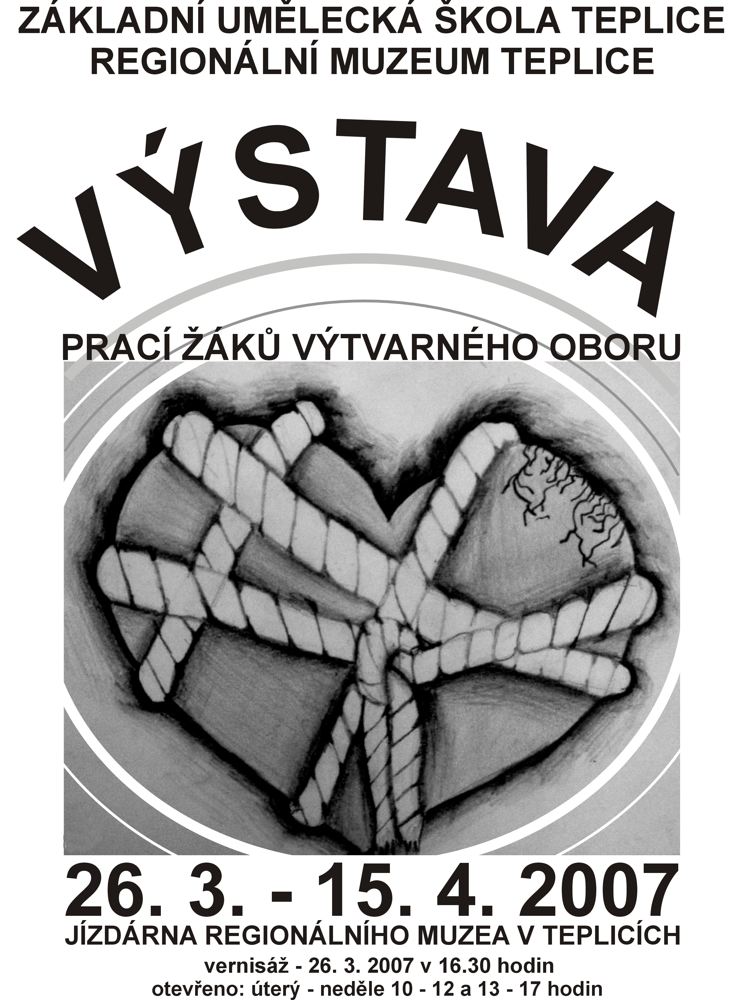 ZÁKLADNÍ UMĚLECKÁ ŠKOLA TEPLICE
REGIONÁLNÍ MUZEUM TEPLICE
VÝSTAVA
PRACÍ ŽÁKŮ VÝTVARNÉHO OBORU
26. 3. - 15. 4. 2007
JÍZDÁRNA REGIONÁLNÍHO MUZEA V TEPLICÍCH
vernisáž - 26. 3. 2007 v 16.30 hodin
otevřeno: úterý - neděle 10 - 12 a 13 - 17 hodin